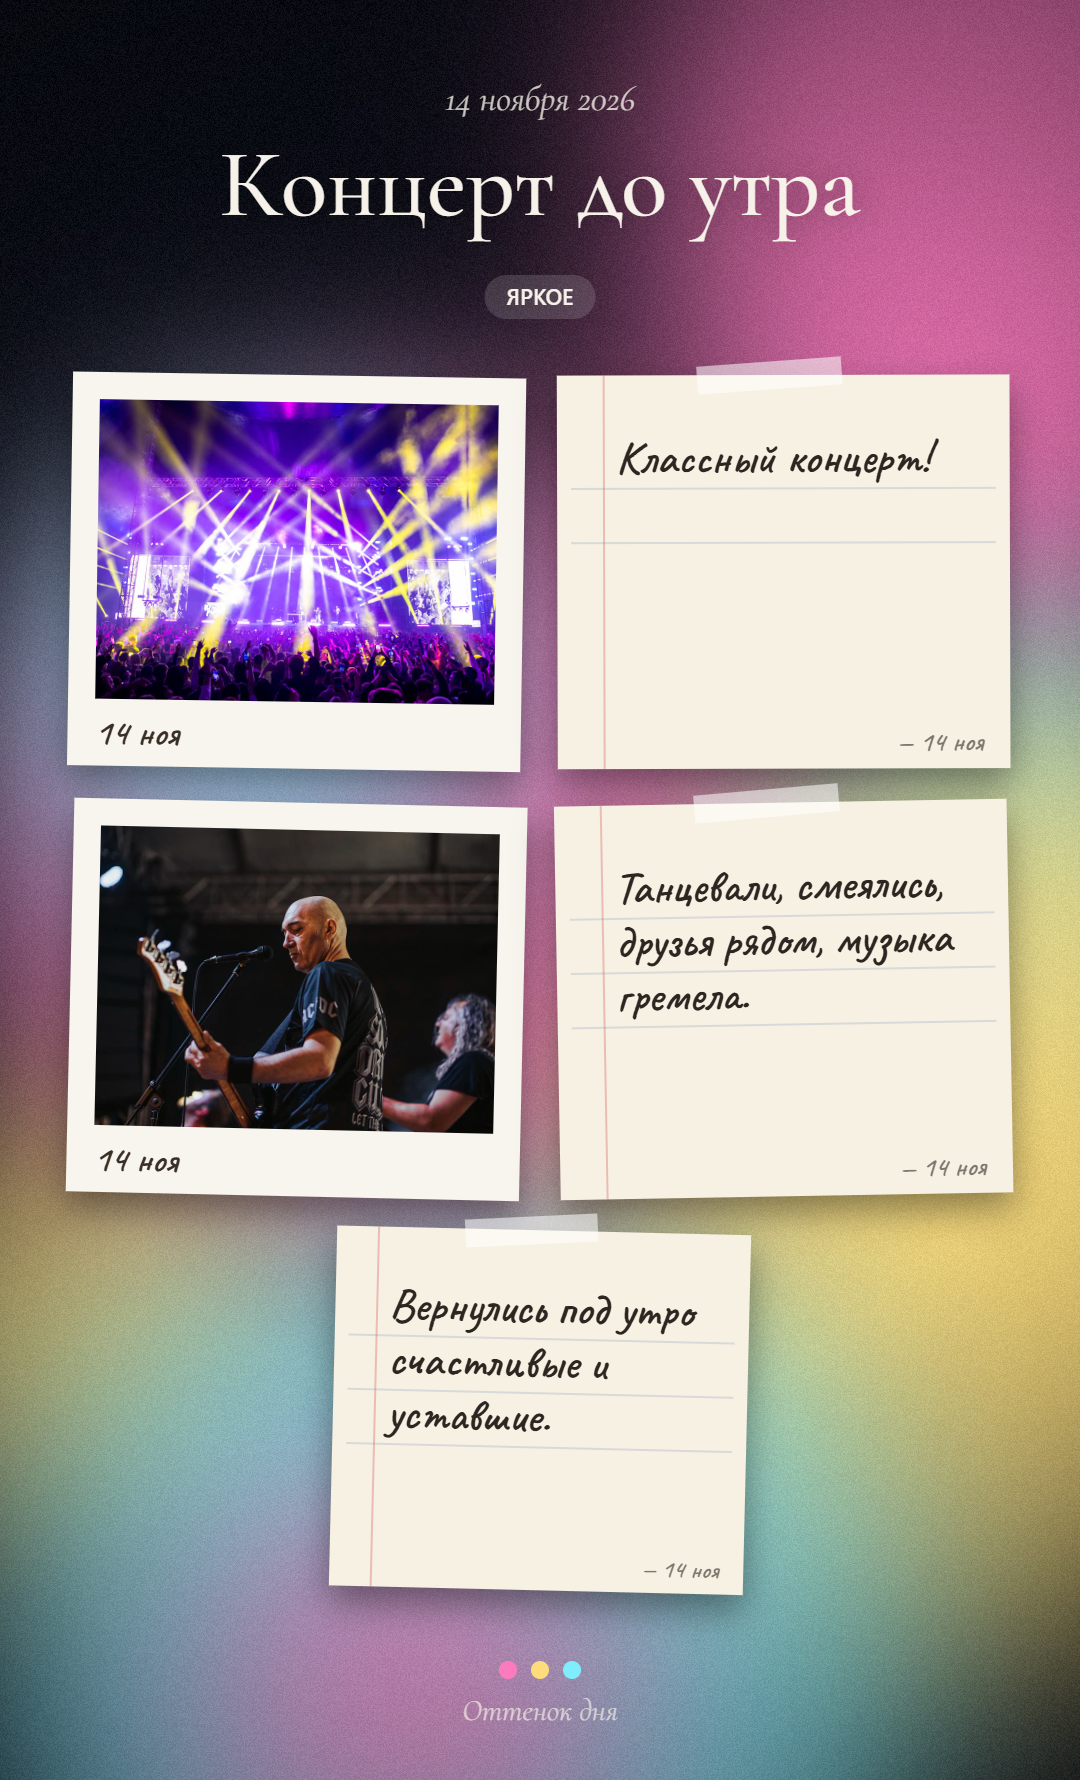 14 ноября 2026
Концерт до утра
ЯРКОЕ
14 ноя
Классный концерт!
— 14 ноя
14 ноя
Танцевали, смеялись,
друзья рядом, музыка
гремела.
— 14 ноя
Вернулись под утро
счастливые и
уставшие.
— 14 ноя
Оттенок дня